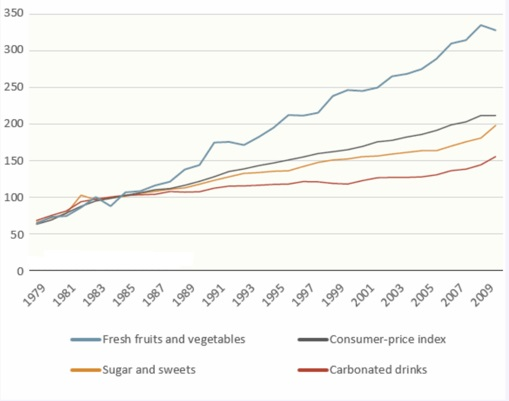 350
300
250
200
150
100
50
0
1979 1981 1983 1985 1987 1989 1991 1993 1995 1997 1999 2001 2003 2005 2007 2009
Fresh fruits and vegetables Consumer-price index
Sugar and sweets Carbonated drinks